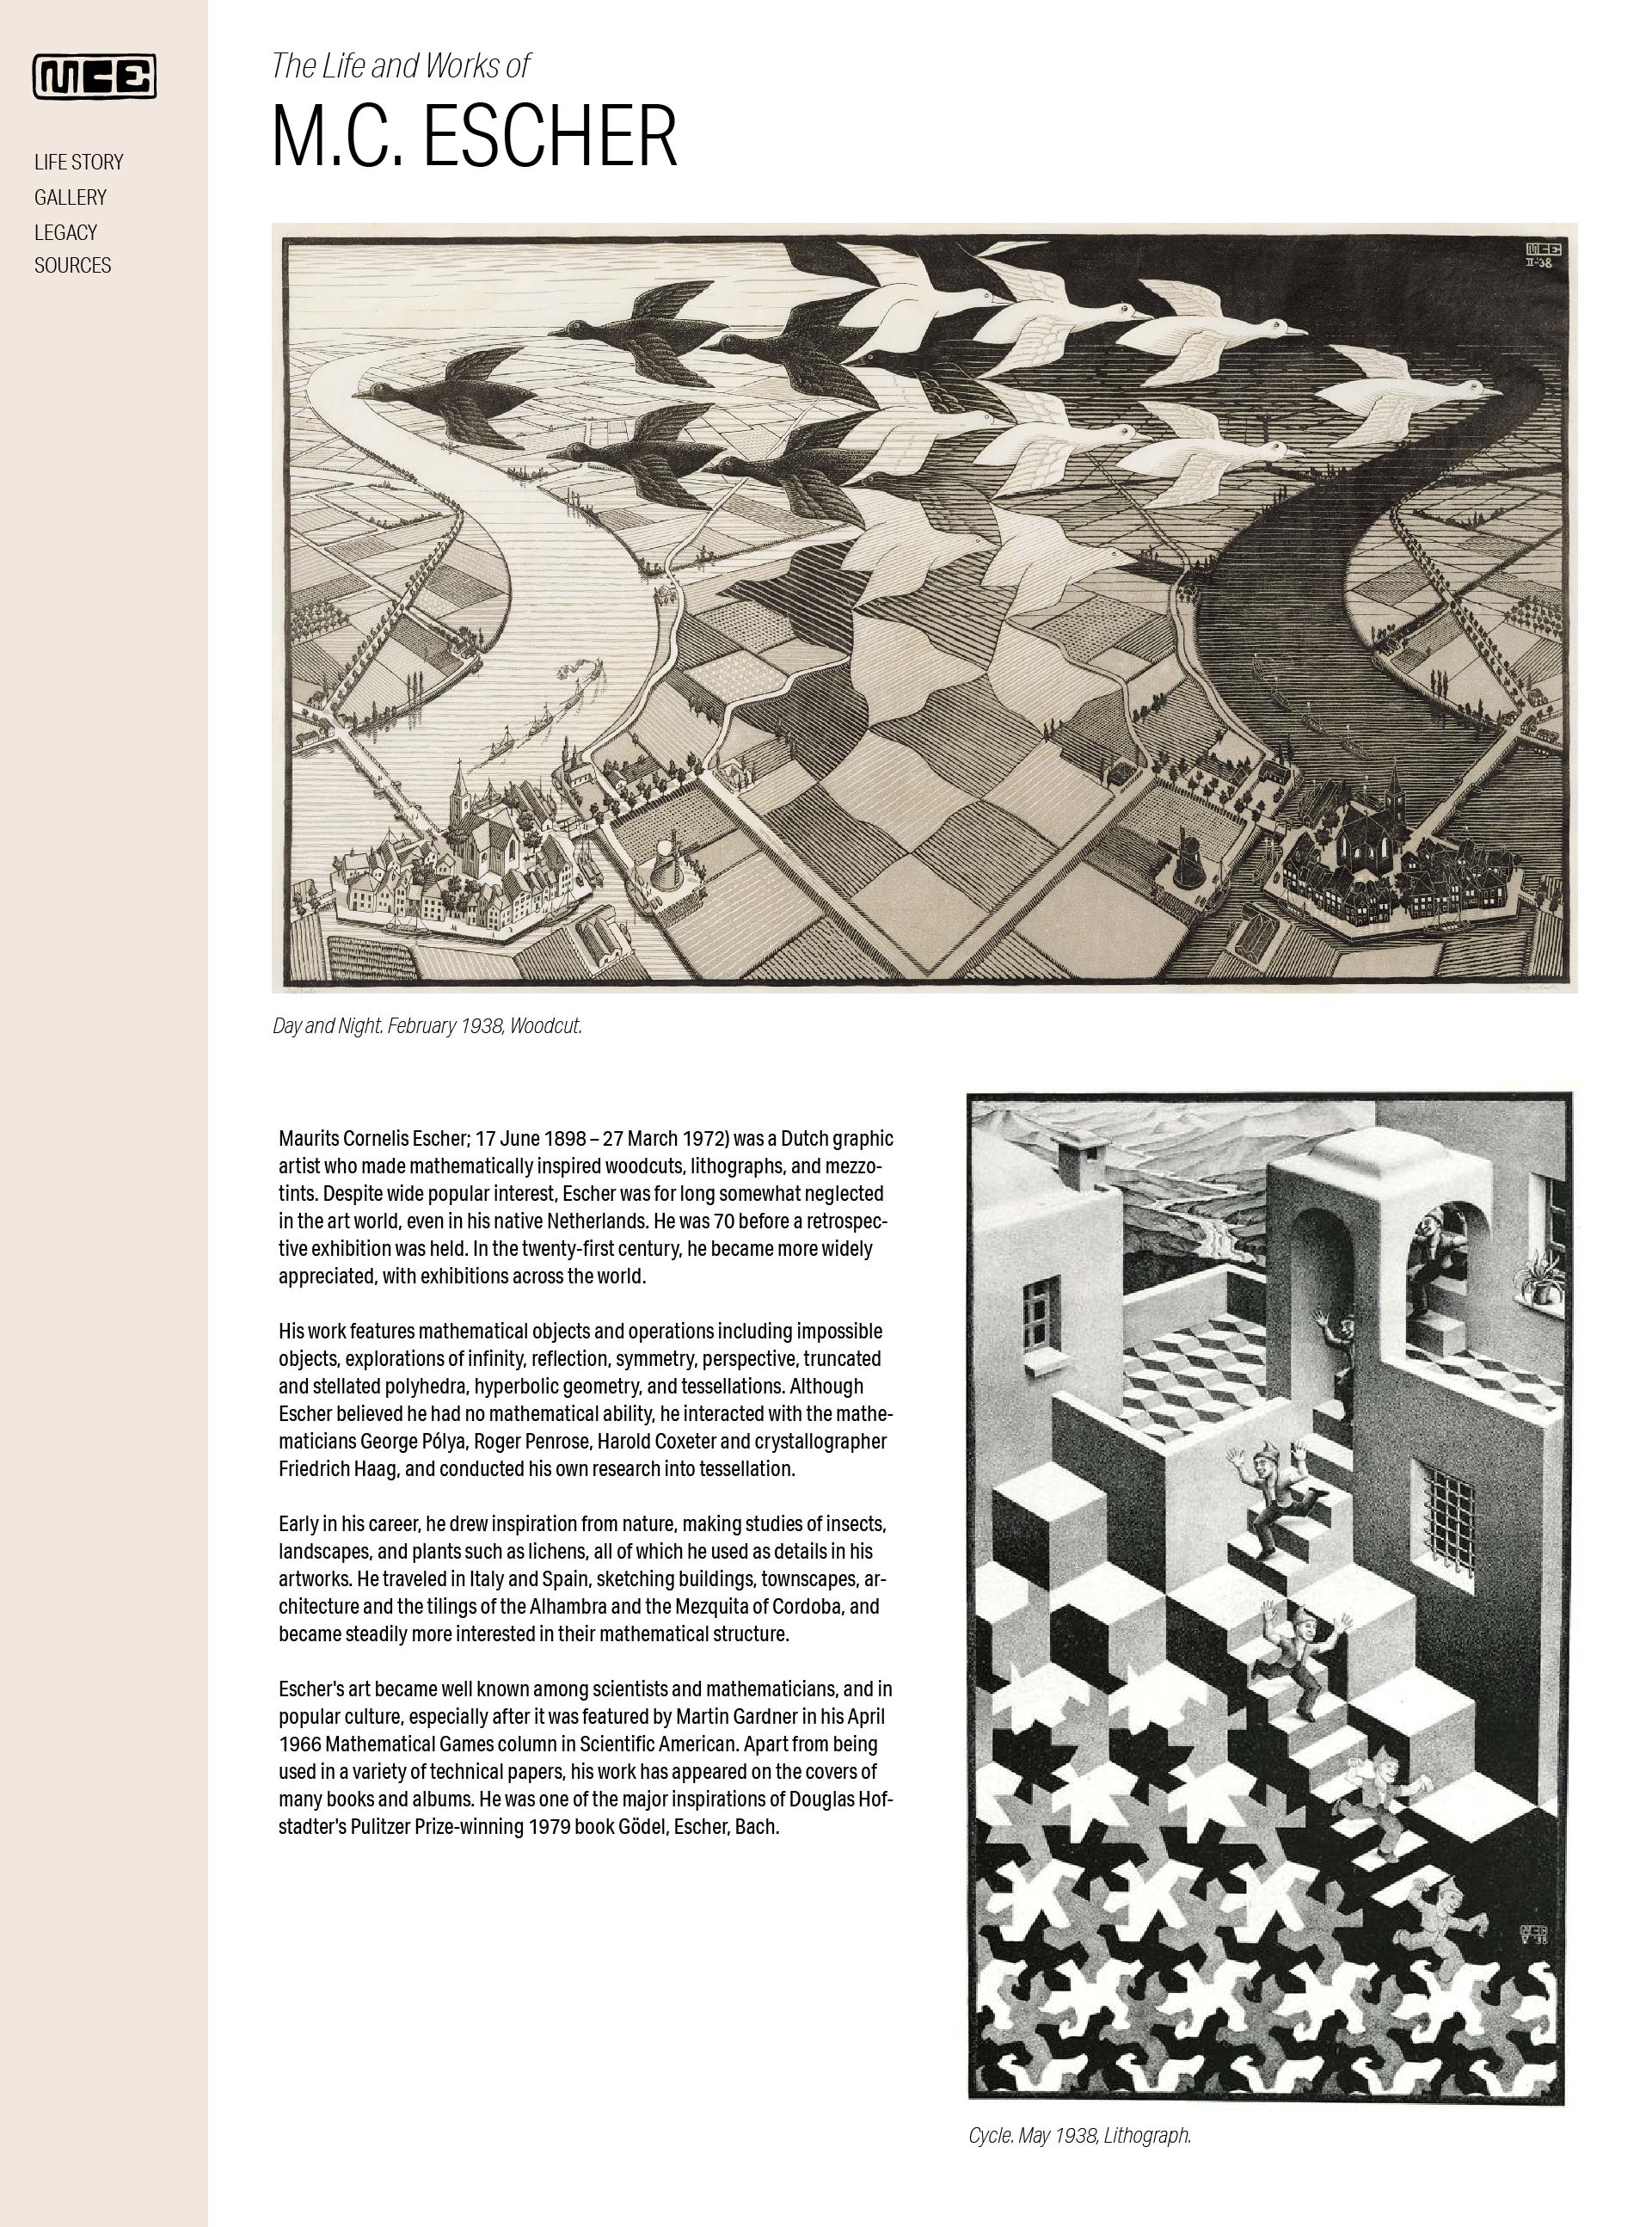 MCE
LIFE STORY
GALLERY
LEGACY
SOURCES
The Life and Works of
M.C. ESCHER
MCE
II-38
Day and Night. February 1938, Woodcut.
Maurits Cornelis Escher; 17 June 1898 – 27 March 1972) was a Dutch graphic
artist who made mathematically inspired woodcuts, lithographs, and mezzo-
tints. Despite wide popular interest, Escher was for long somewhat neglected
in the art world, even in his native Netherlands. He was 70 before a retrospec-
tive exhibition was held. In the twenty-first century, he became more widely
appreciated, with exhibitions across the world.
His work features mathematical objects and operations including impossible
objects, explorations of infinity, reflection, symmetry, perspective, truncated
and stellated polyhedra, hyperbolic geometry, and tessellations. Although
Escher believed he had no mathematical ability, he interacted with the mathe-
maticians George Pólya, Roger Penrose, Harold Coxeter and crystallographer
Friedrich Haag, and conducted his own research into tessellation.
Early in his career, he drew inspiration from nature, making studies of insects,
landscapes, and plants such as lichens, all of which he used as details in his
artworks. He traveled in Italy and Spain, sketching buildings, townscapes, ar-
chitecture and the tilings of the Alhambra and the Mezquita of Cordoba, and
became steadily more interested in their mathematical structure.
Escher's art became well known among scientists and mathematicians, and in
popular culture, especially after it was featured by Martin Gardner in his April
1966 Mathematical Games column in Scientific American. Apart from being
used in a variety of technical papers, his work has appeared on the covers of
many books and albums. He was one of the major inspirations of Douglas Hof-
stadter's Pulitzer Prize-winning 1979 book Gödel, Escher, Bach.
MCE
V 38
Cycle. May 1938, Lithograph.